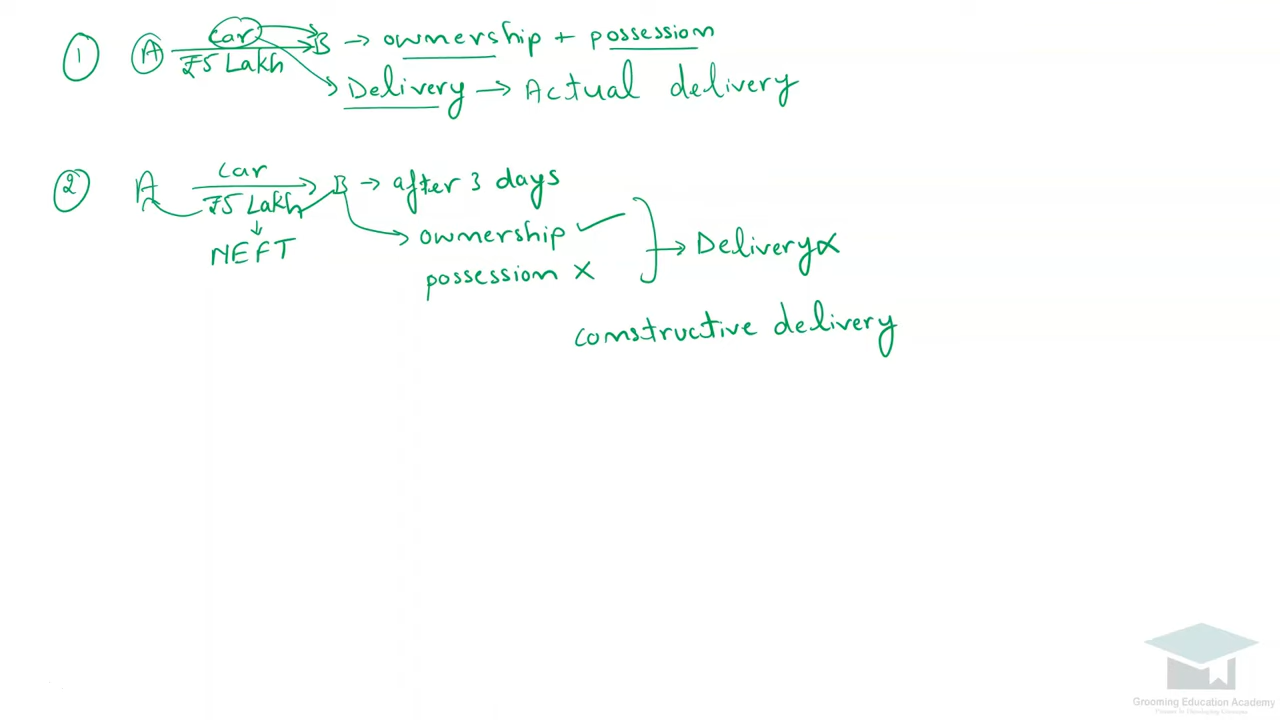 ① A car B → ownership + possession
₹5 Lakh
Delivery → Actual delivery
② A car B → after 3 days
₹5 Lakh
ownership ✓
NEFT
Delivery x
possession x
constructive delivery
Grooming Education Academy